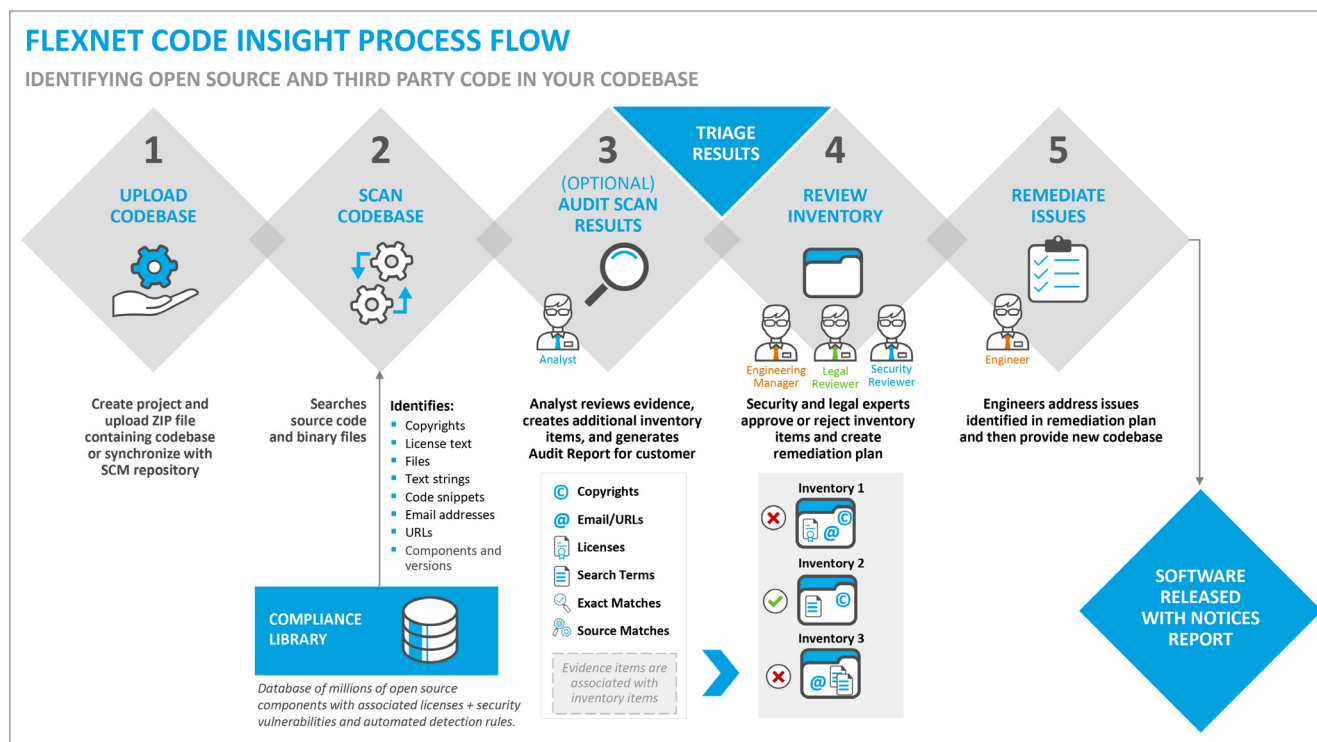 FLEXNET CODE INSIGHT PROCESS FLOW
IDENTIFYING OPEN SOURCE AND THIRD PARTY CODE IN YOUR CODEBASE
1
UPLOAD
CODEBASE
Create project and
upload ZIP file
containing codebase
or synchronize with
SCM repository
2
SCAN
CODEBASE
Searches
source code
and binary files
Identifies:
Copyrights
License text
Files
Text strings
Code snippets
Email addresses
URLs
Components and
versions
COMPLIANCE
LIBRARY
Database of millions of open source
components with associated licenses + security
vulnerabilities and automated detection rules.
3
(OPTIONAL)
AUDIT SCAN
RESULTS
Analyst
Analyst reviews evidence,
creates additional inventory
items, and generates
Audit Report for customer
© Copyrights
@ Email/URLs
Licenses
Search Terms
Exact Matches
Source Matches
Evidence items are
associated with
inventory items
TRIAGE
RESULTS
4
REVIEW
INVENTORY
Engineering
Manager
Legal
Reviewer
Security
Reviewer
Security and legal experts
approve or reject inventory
items and create
remediation plan
Inventory 1
©
@
Inventory 2
©
Inventory 3
@
5
REMEDIATE
ISSUES
Engineer
Engineers address issues
identified in remediation plan
and then provide new codebase
SOFTWARE
RELEASED
WITH NOTICES
REPORT